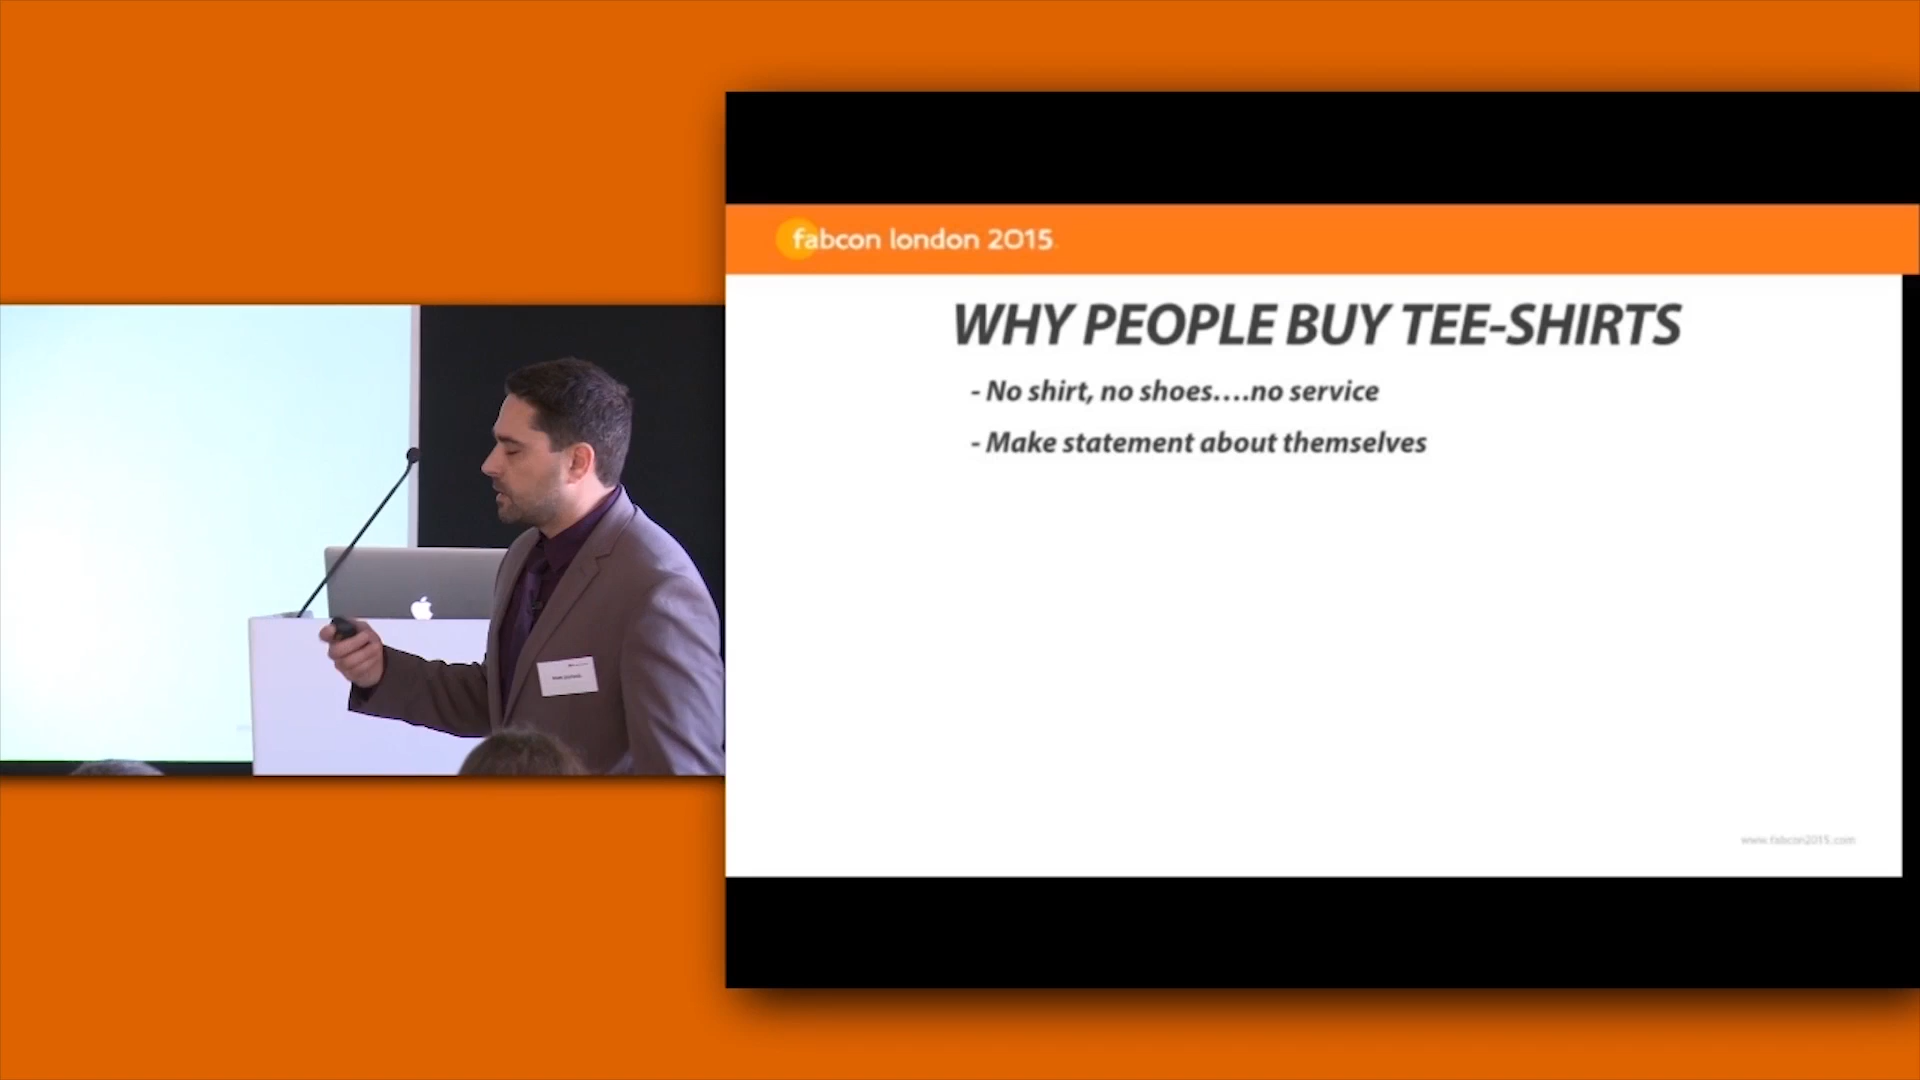 fabcon london 2015
WHY PEOPLE BUY TEE-SHIRTS
- No shirt, no shoes....no service
- Make statement about themselves
www.fabcon2015.com